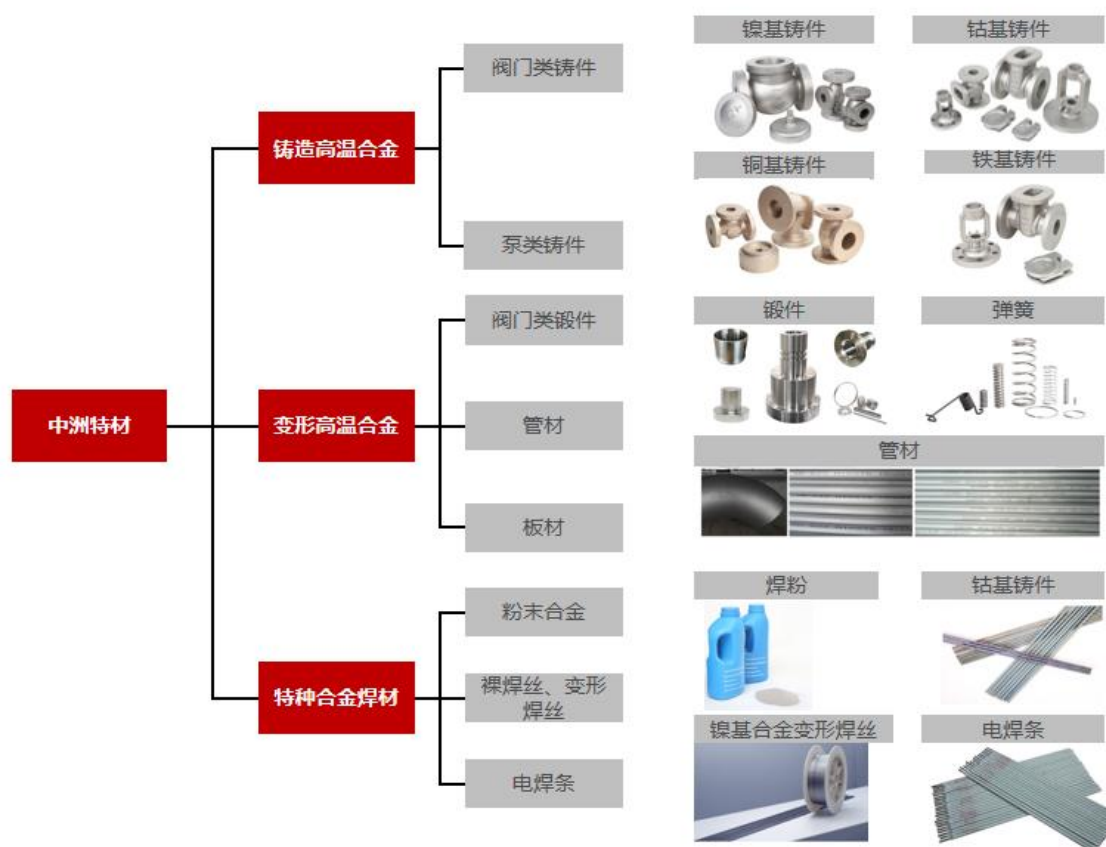 中洲特材
铸造高温合金
阀门类铸件
泵类铸件
变形高温合金
阀门类锻件
管材
板材
特种合金焊材
粉末合金
裸焊丝、变形
焊丝
电焊条
镍基铸件
钴基铸件
铜基铸件
铁基铸件
锻件
弹簧
管材
焊粉
钴基铸件
镍基合金变形焊丝
电焊条